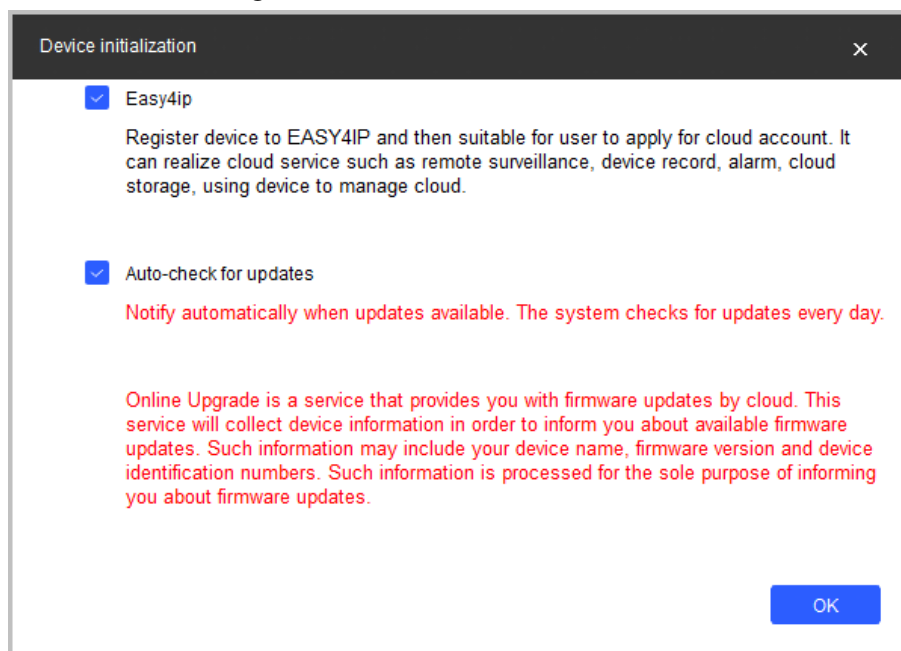 Device initialization
Easy4ip
Register device to EASY4IP and then suitable for user to apply for cloud account. It
can realize cloud service such as remote surveillance, device record, alarm, cloud
storage, using device to manage cloud.
Auto-check for updates
Notify automatically when updates available. The system checks for updates every day.
Online Upgrade is a service that provides you with firmware updates by cloud. This
service will collect device information in order to inform you about available firmware
updates. Such information may include your device name, firmware version and device
identification numbers. Such information is processed for the sole purpose of informing
you about firmware updates.
OK